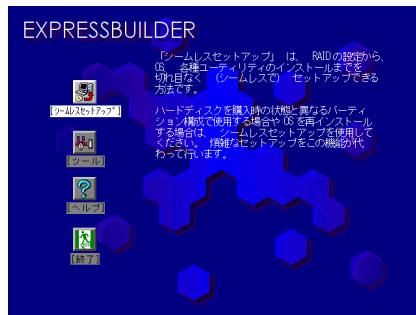 EXPRESSBUILDER
「シームレスセットアップ」 は、 RAIDの設定から、
OS、 各種ユーティリティのインストールまでを
切れ目なく （シームレスで） セットアップできる
方法です。
ハードディスクを購入時の状態と異なるパーティ
ション構成で使用する場合や OSを再インストール
する場合は、 シームレスセットアップを使用して
ください。 煩雑なセットアップをこの機能が代
わって行います。
[シームレスセットアップ]
[ツール]
[ヘルプ]
[終了]